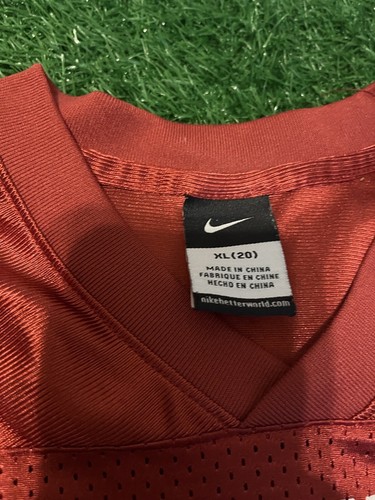 XL(20)
MADE IN CHINA
FABRIQUE EN CHINE
HECHO EN CHINA
nikebetterworld.com